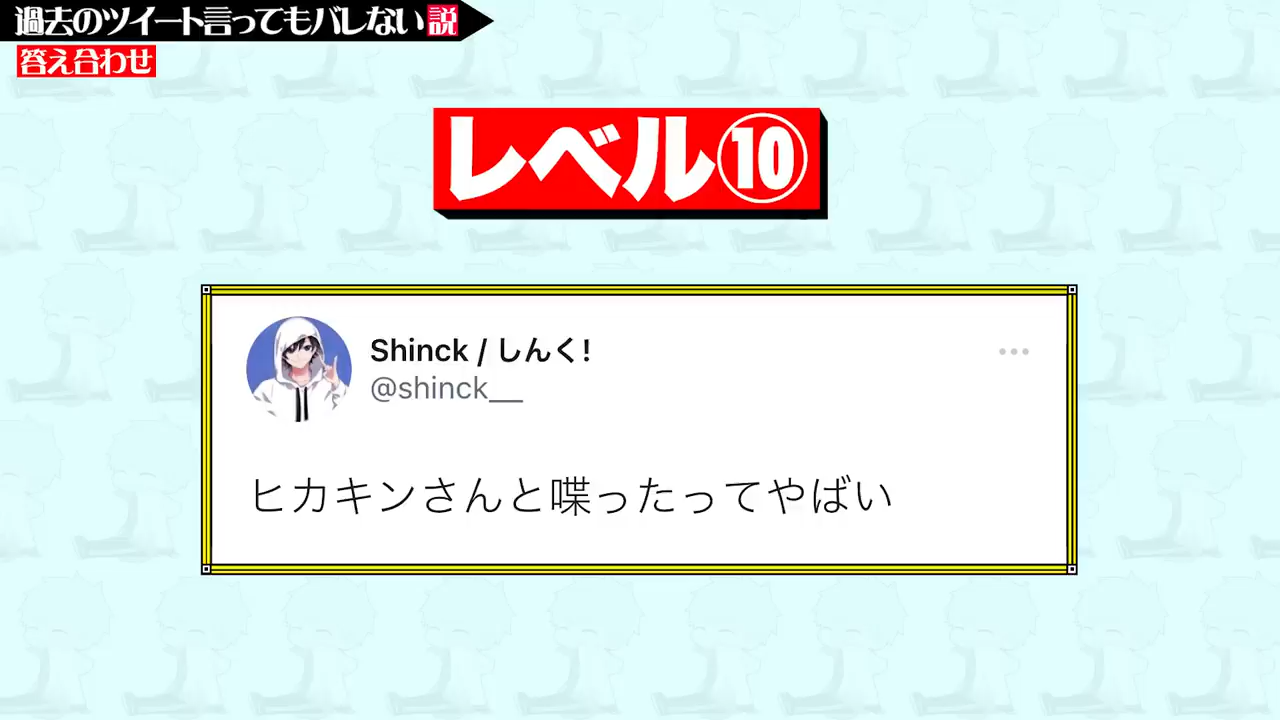 過去のツイート言ってもバレない説
答え合わせ
レベル⑩
Shinck / しんく!
@shinck__
ヒカキンさんと喋ったってやばい